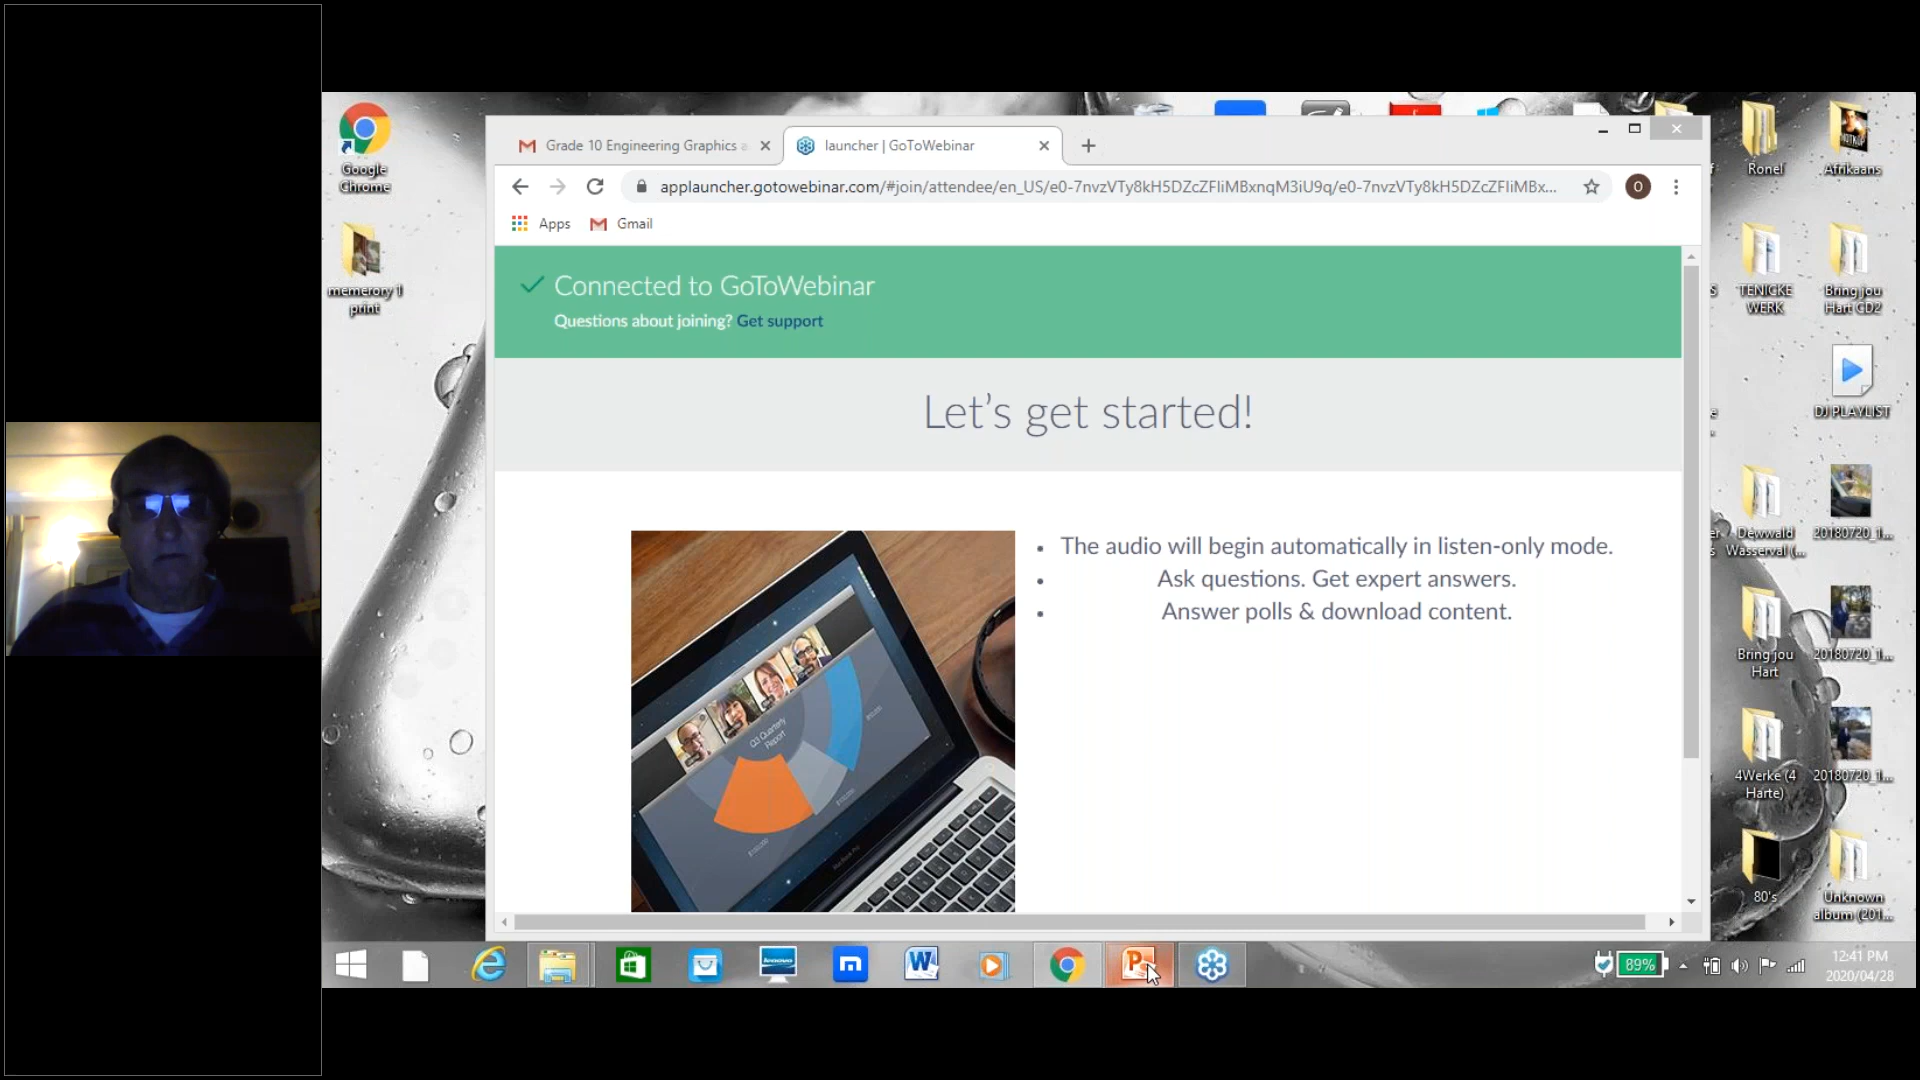 Google
Chrome
memerory 1
print
Grade 10 Engineering Graphics a
launcher | GoToWebinar
applauncher.gotowebinar.com/#join/attendee/en_US/e0-7nvzVTy8kH5DZcZFIiMBxnqM3iU9q/e0-7nvzVTy8kH5DZcZFIiMBx...
O
Apps
Gmail
Connected to GoToWebinar
Questions about joining? Get support
Let's get started!
• The audio will begin automatically in listen-only mode.
• Ask questions. Get expert answers.
• Answer polls & download content.
Q3 Quarterly
Report
Ronel
Afrikaans
TENICKE
WERK
Bring jou
Hart CD2
DJ PLAYLIST
Dewwald
Wasserval (...
20180720_1...
Bring jou
Hart
20180720_1...
4Werke (4
Harte)
20180720_1...
80's
Unknown
album (201...
lenovo
89%
12:41 PM
2020/04/28